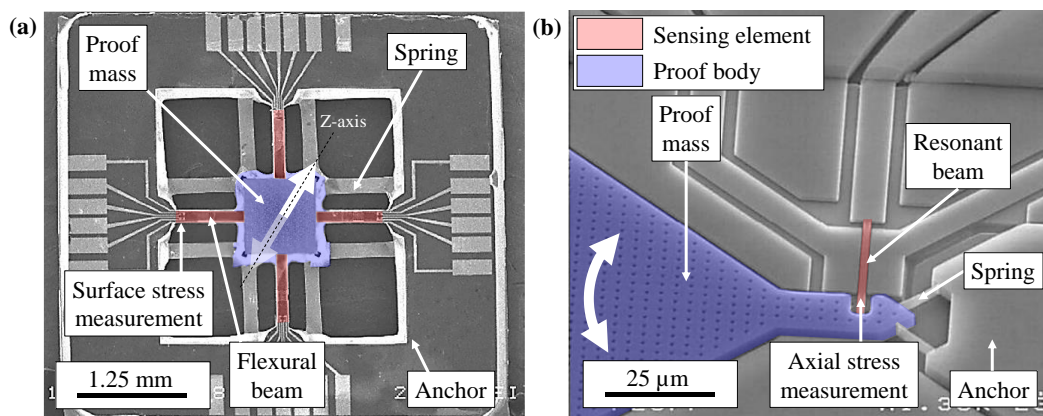 (a)
Proof
mass
Spring
Z-axis
Surface stress
measurement
Flexural
beam
Anchor
1.25 mm
(b)
Sensing element
Proof body
Proof
mass
Resonant
beam
Spring
Axial stress
measurement
Anchor
25 µm